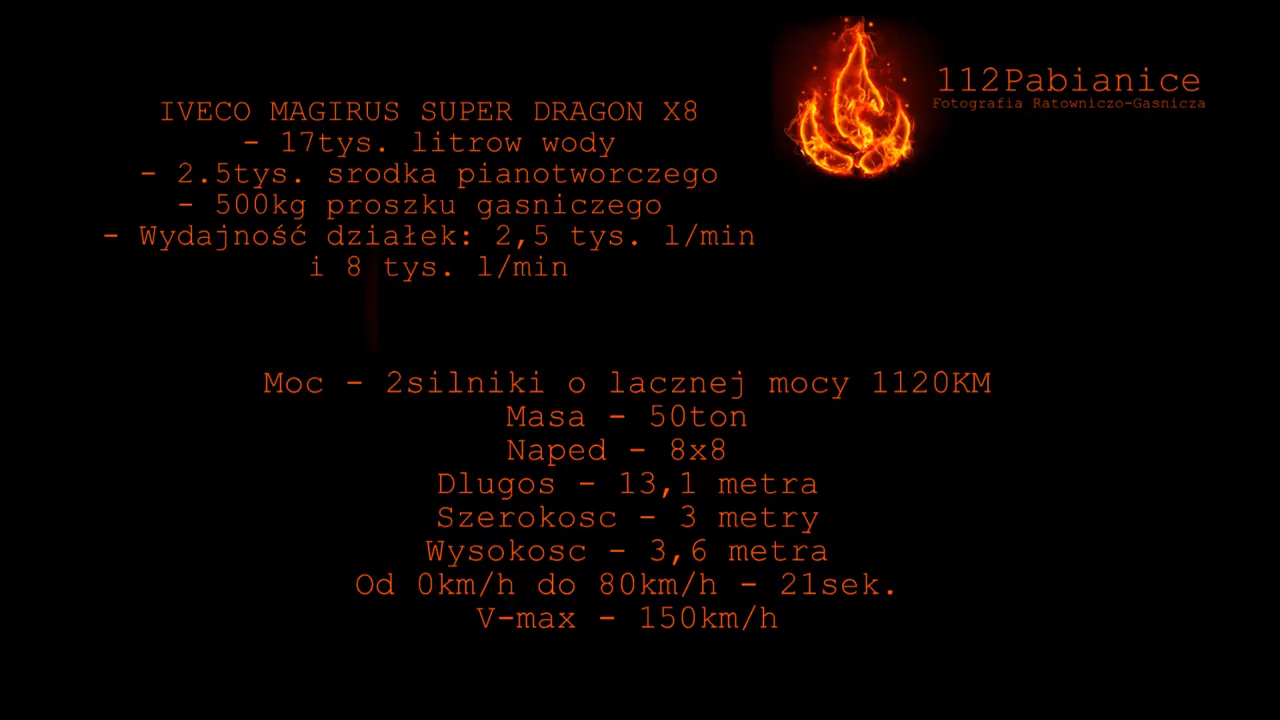 112Pabianice
Fotografia Ratowniczo-Gasnicza
IVECO MAGIRUS SUPER DRAGON X8
- 17tys. litrow wody
- 2.5tys. srodka pianotworczego
- 500kg proszku gasniczego
- Wydajność działek: 2,5 tys. l/min
i 8 tys. l/min
Moc - 2silniki o lacznej mocy 1120KM
Masa - 50ton
Naped - 8x8
Dlugos - 13,1 metra
Szerokosc - 3 metry
Wysokosc - 3,6 metra
Od 0km/h do 80km/h - 21sek.
V-max - 150km/h